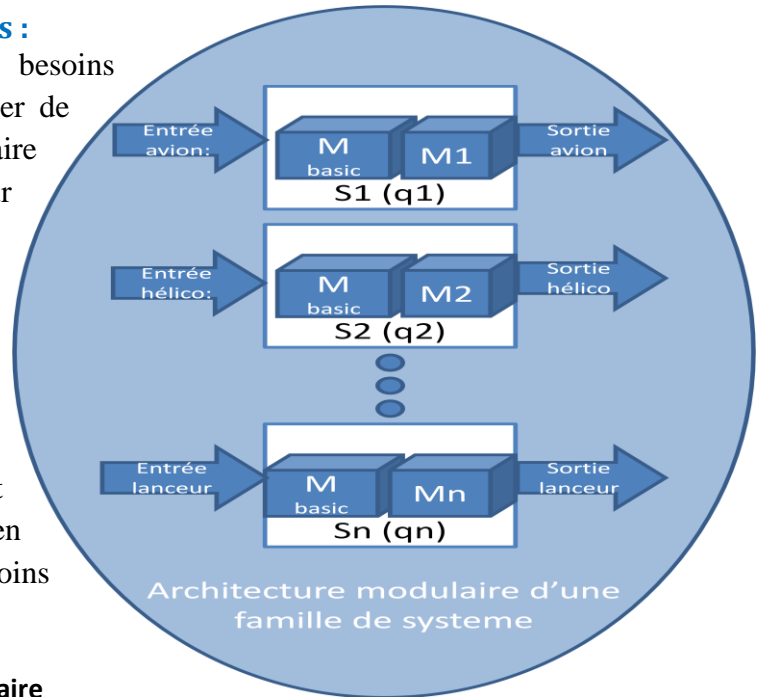 s :
besoins
er de
aire
r
Entrée
avion:
M
basic
M1
S1 (q1)
Sortie
avion
Entrée
hélico:
M
basic
M2
S2 (q2)
Sortie
hélico
Entrée
lanceur
M
basic
Mn
Sn (qn)
Sortie
lanceur
t
en
oins
Architecture modulaire d'une
famille de systeme
aire